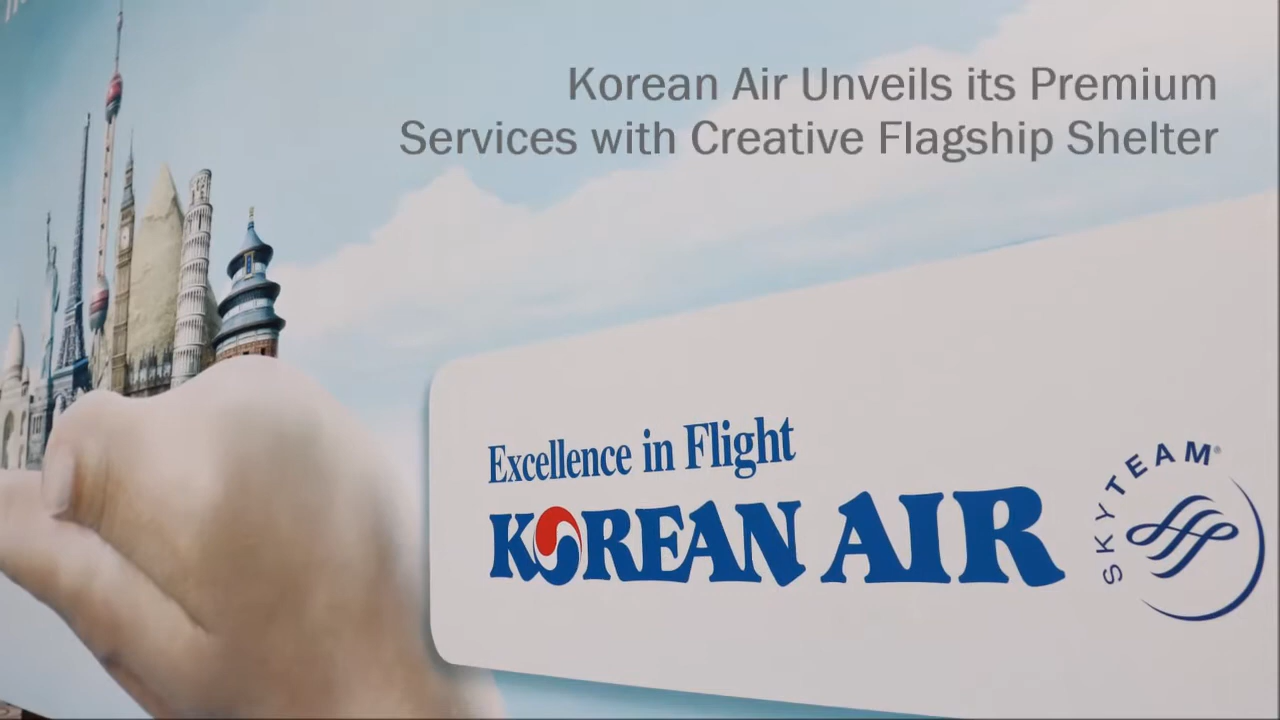 Korean Air Unveils its Premium
Services with Creative Flagship Shelter
Excellence in Flight
KOREAN AIR
SKYTEAM